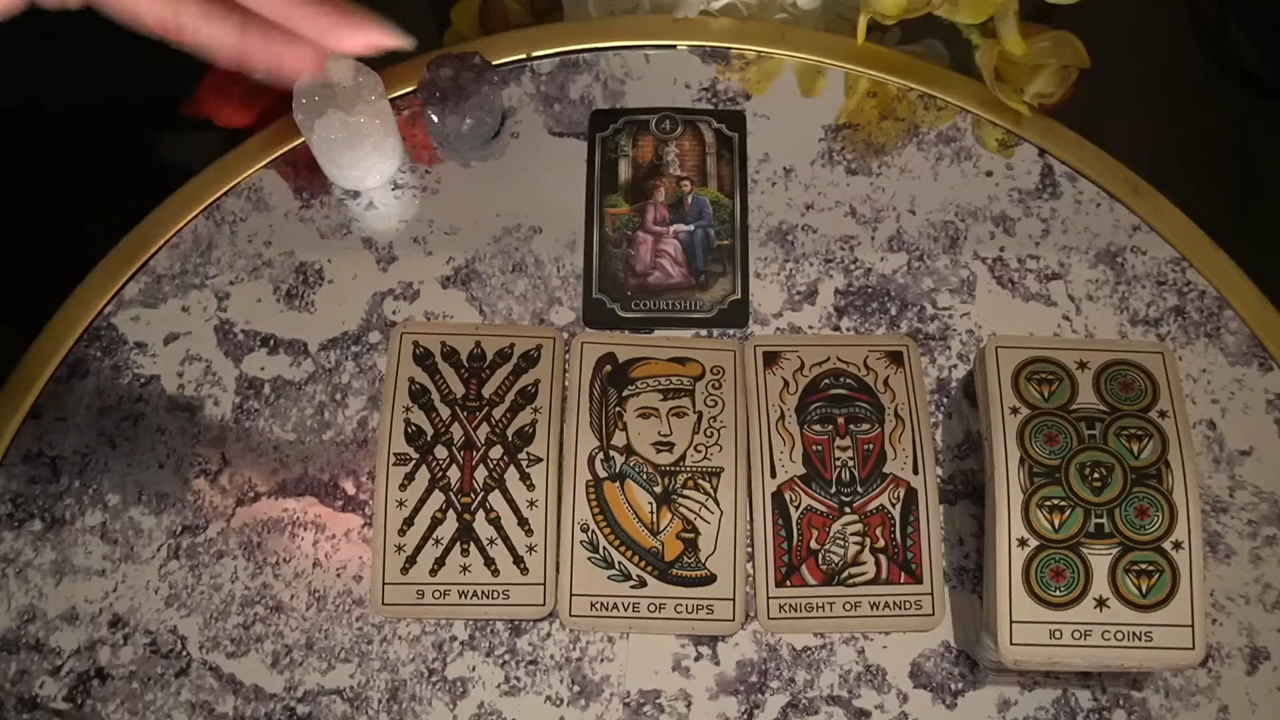 4
COURTSHIP
9 OF WANDS
KNAVE OF CUPS
KNIGHT OF WANDS
10 OF COINS